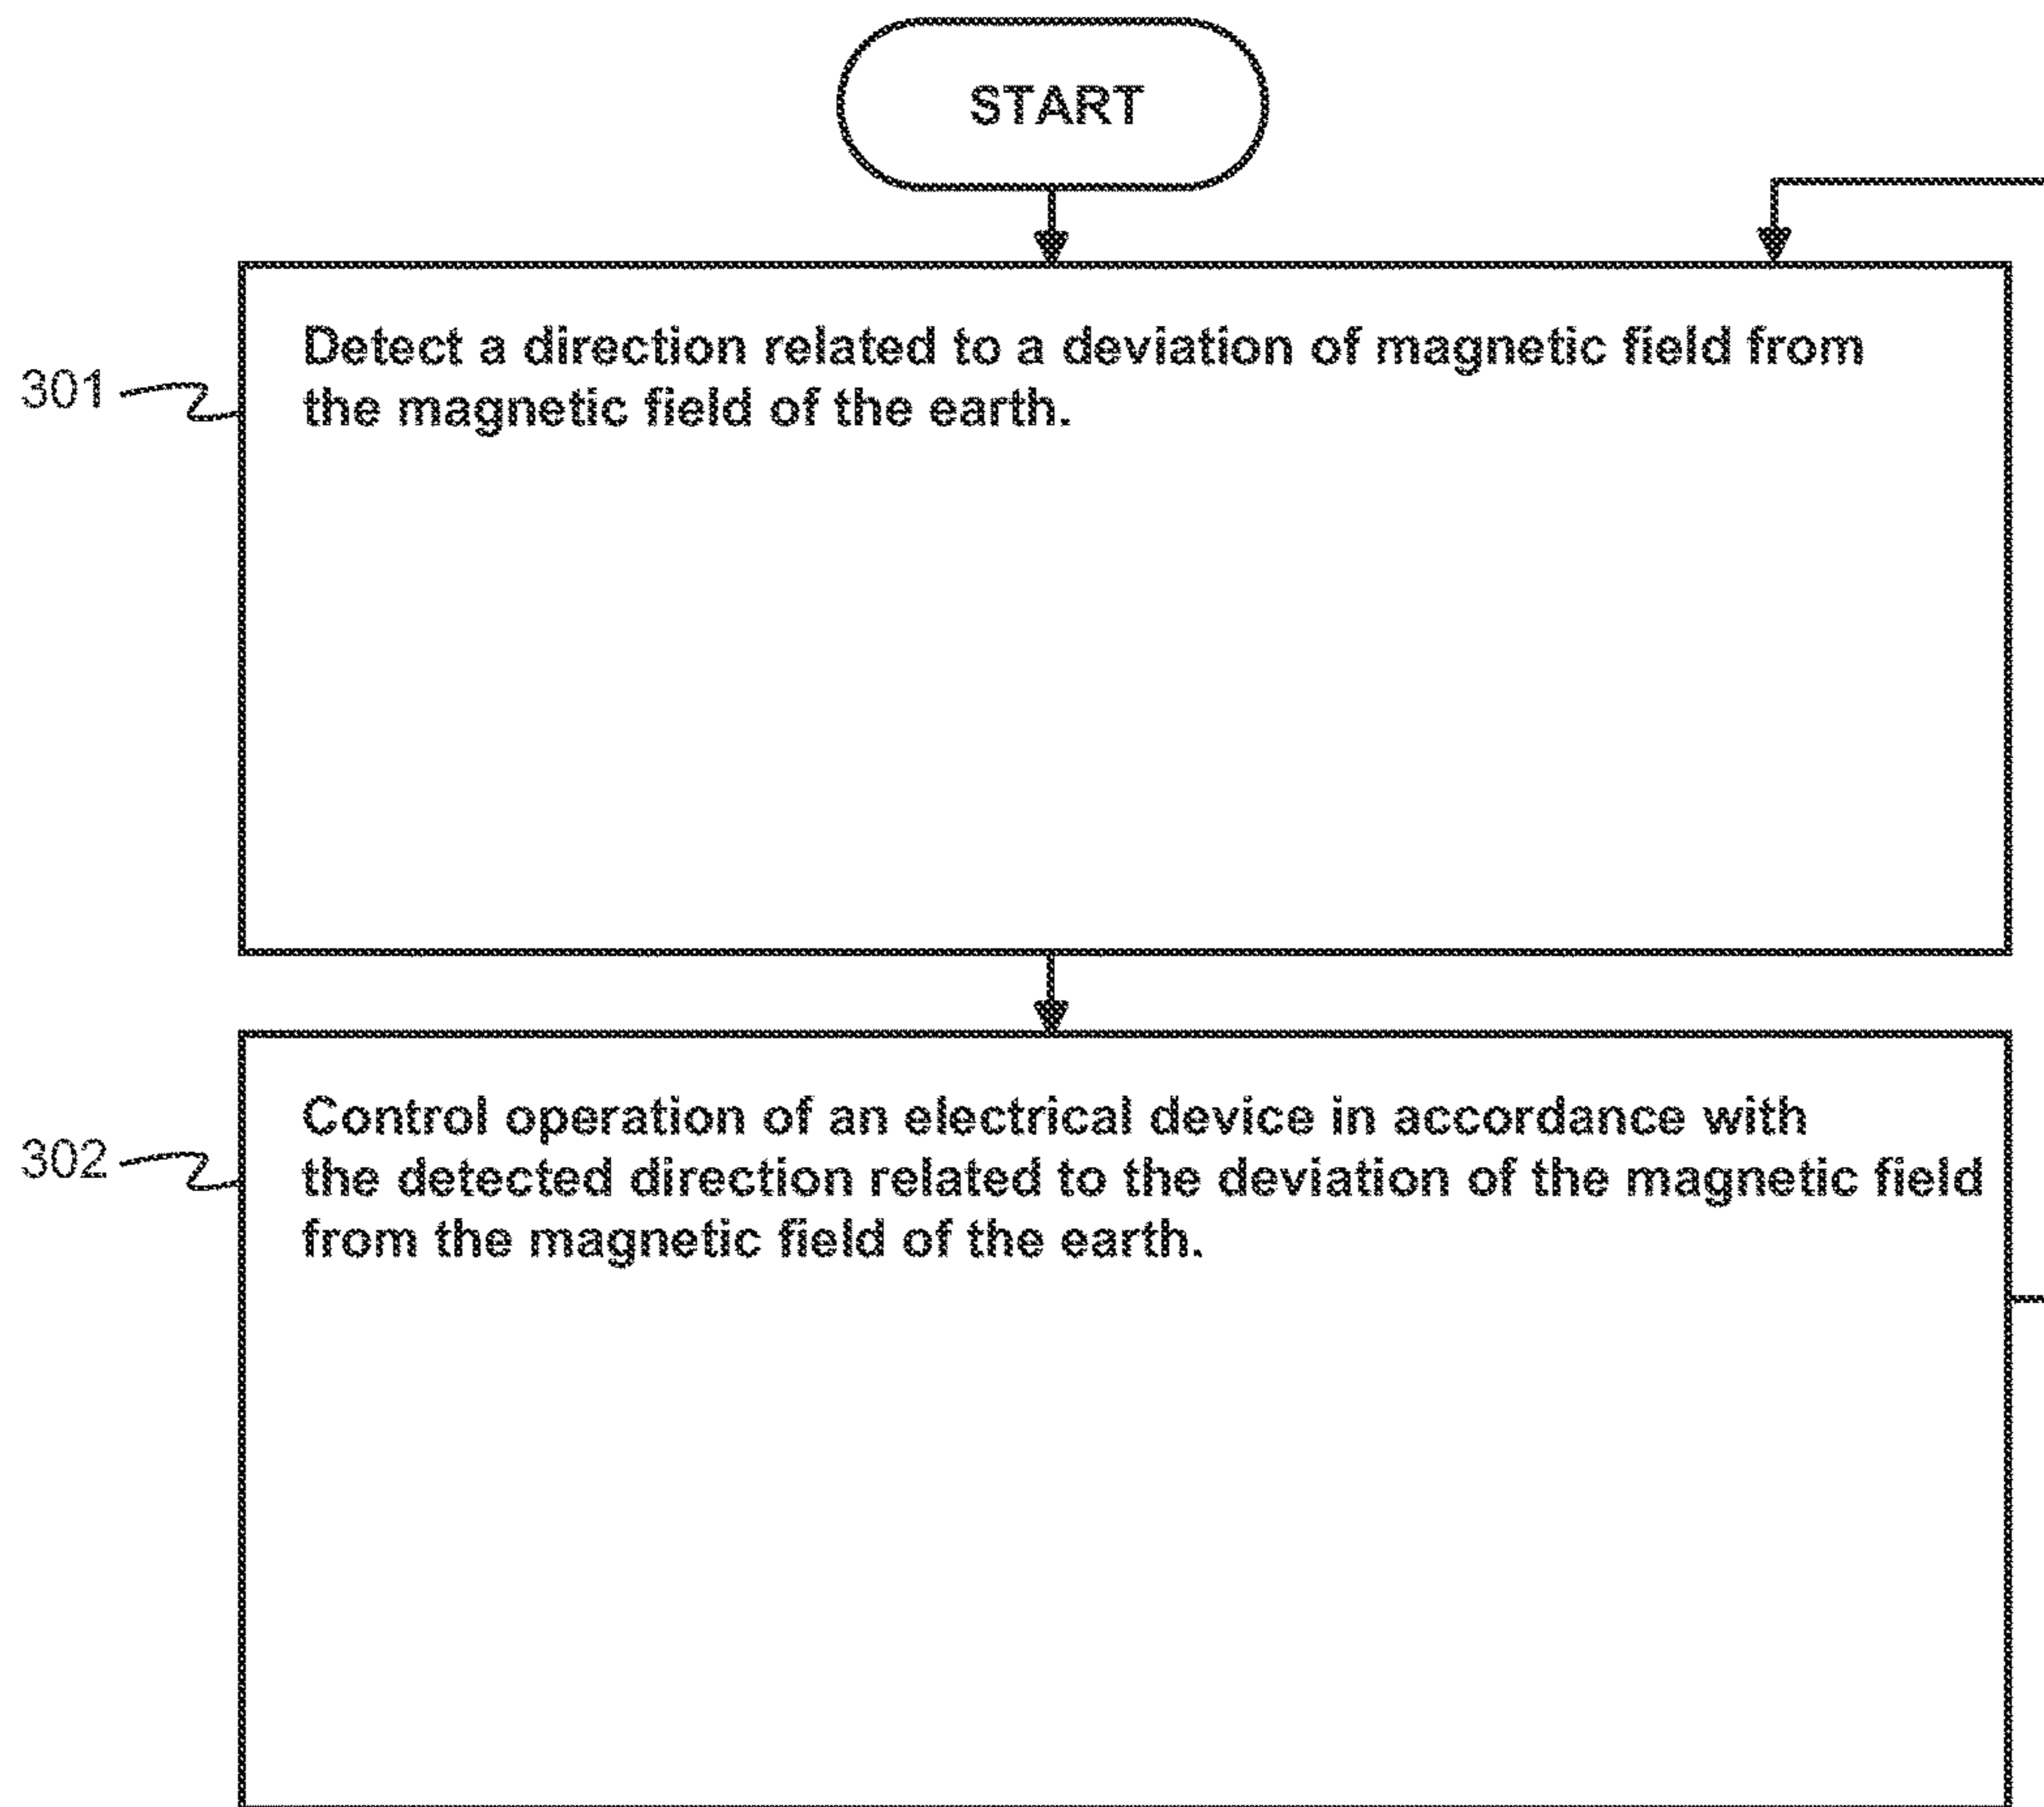 START
301
Detect a direction related to a deviation of magnetic field from
the magnetic field of the earth.
302
Control operation of an electrical device in accordance with
the detected direction related to the deviation of the magnetic field
from the magnetic field of the earth.